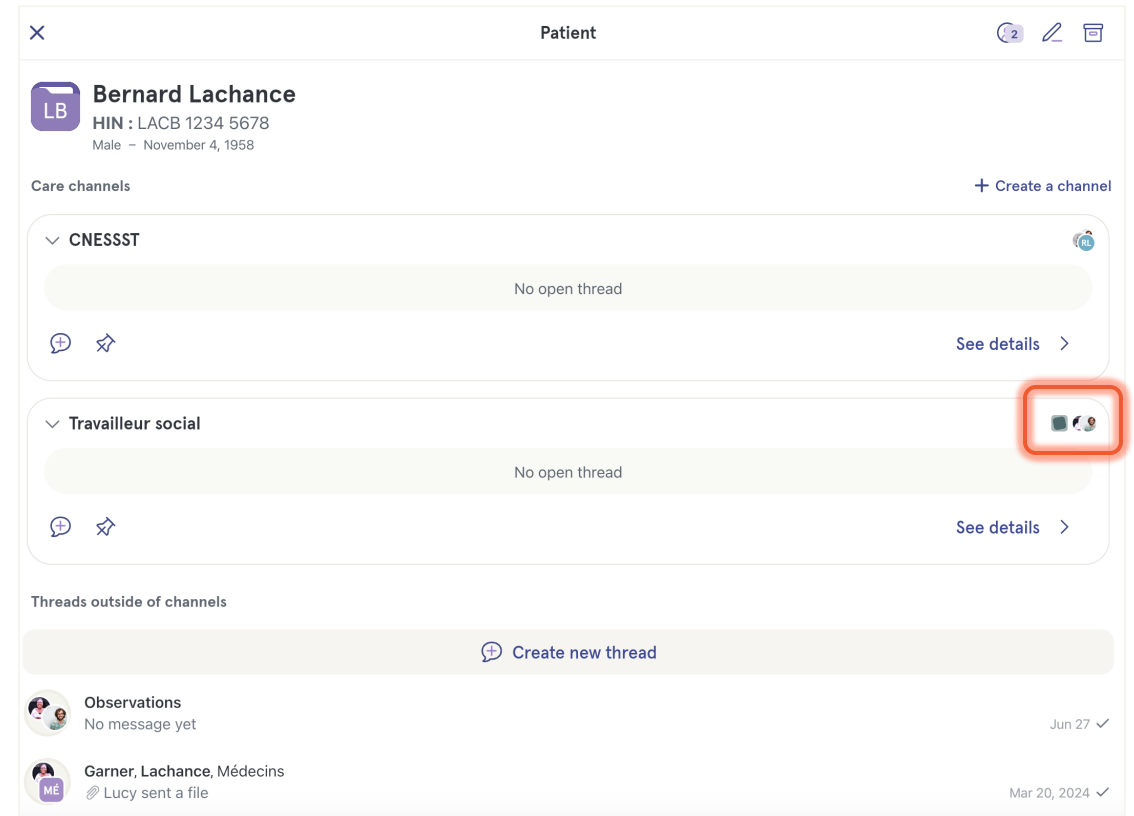 Patient
2
LB
Bernard Lachance
HIN : LACB 1234 5678
Male – November 4, 1958
Care channels
Create a channel
CNESSST
RL
No open thread
See details
Travailleur social
No open thread
See details
Threads outside of channels
Create new thread
Observations
No message yet
Jun 27
Garner, Lachance, Médecins
MÉ
Lucy sent a file
Mar 20, 2024